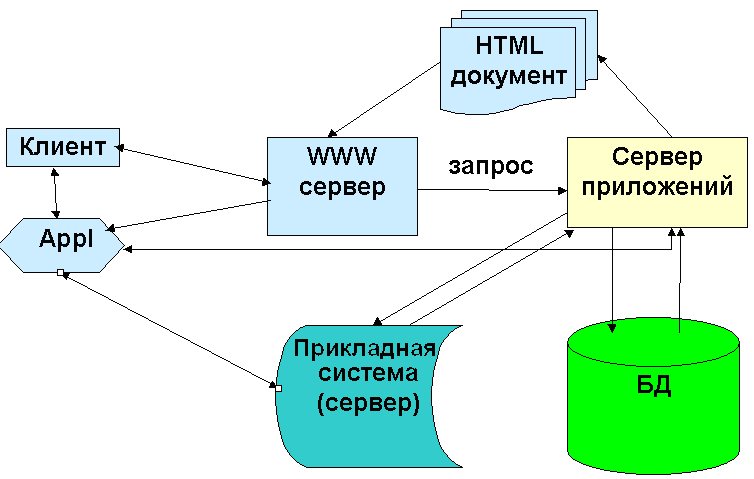 HTML
документ
Клиент
WWW
сервер
запрос
Сервер
приложений
Appl
Прикладная
система
(сервер)
БД